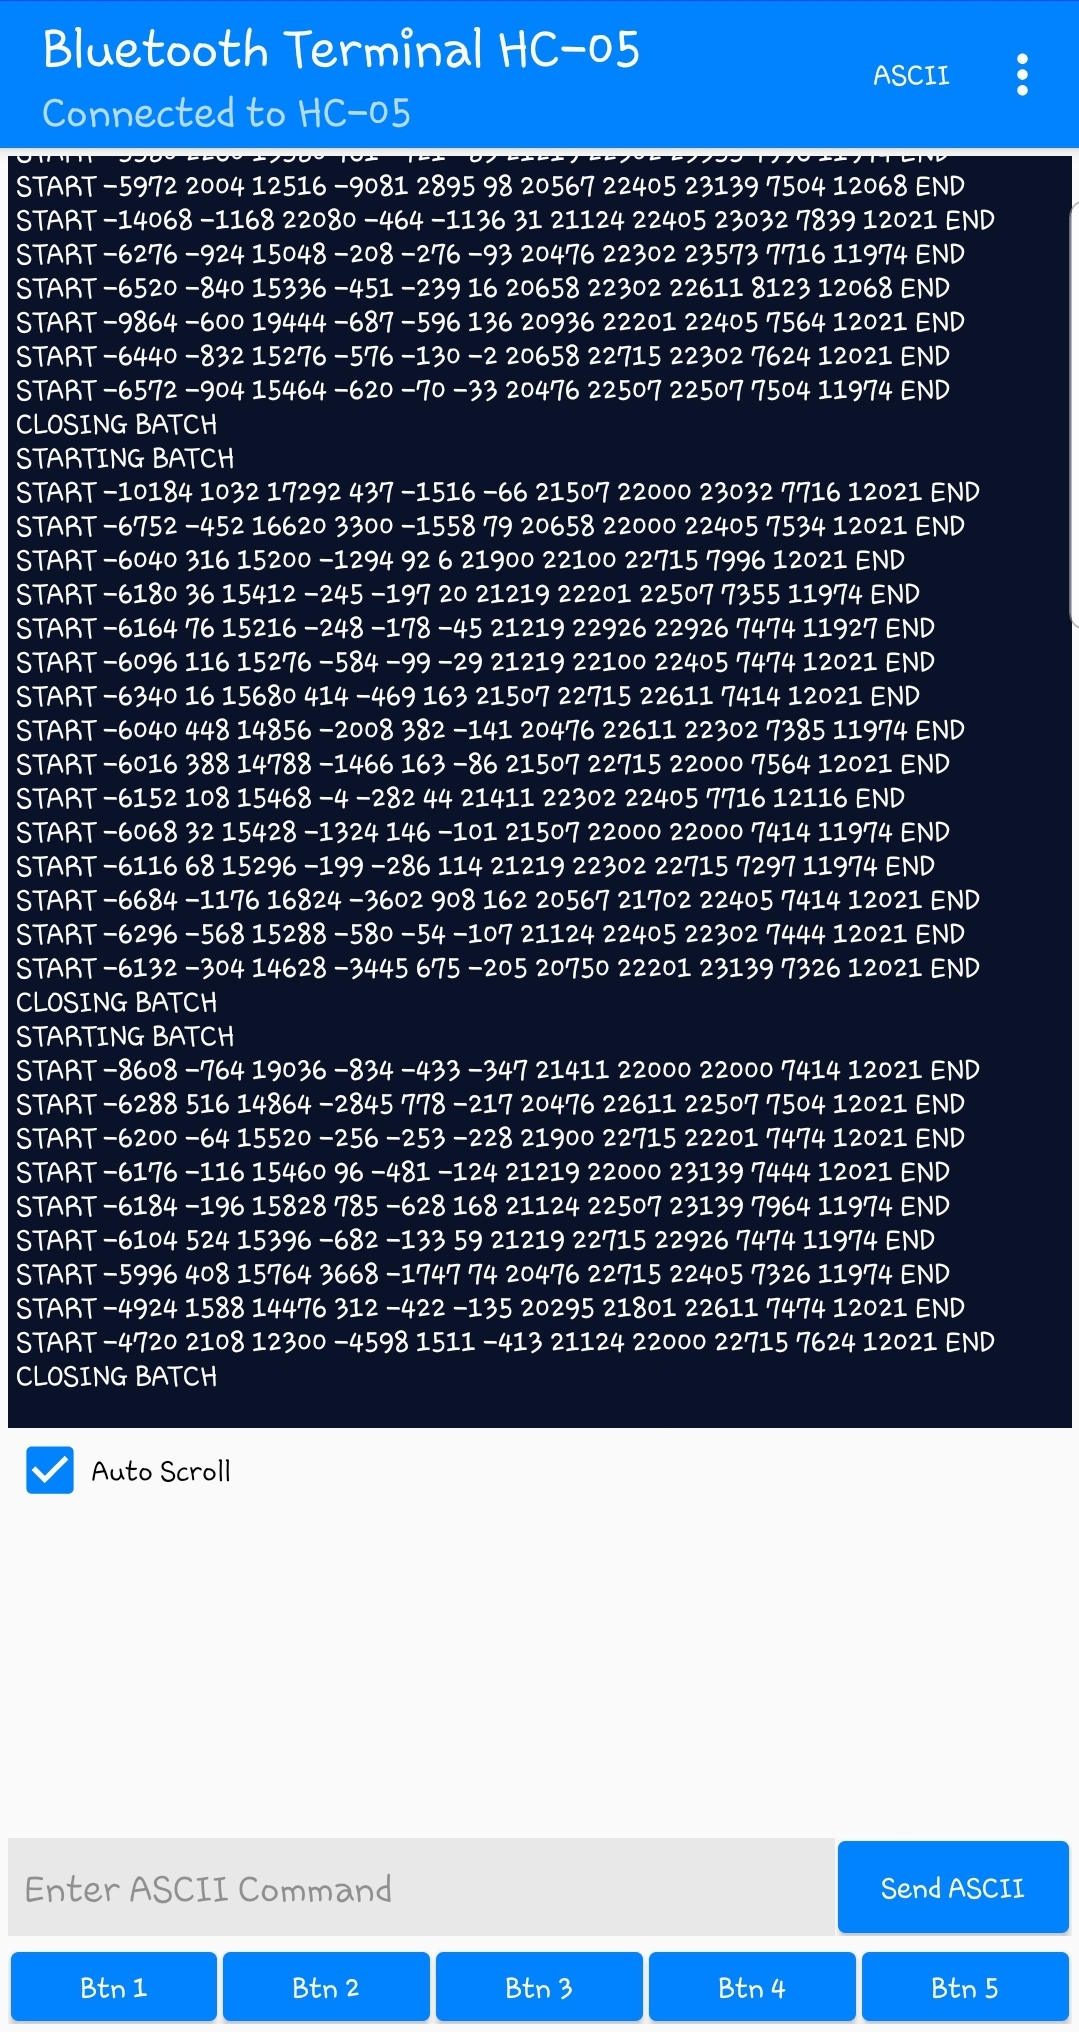 Bluetooth Terminal HC-05
Connected to HC-05
ASCII
START -5972 2004 12516 -9081 2895 98 20567 22405 23139 7504 12068 END
START -14068 -1168 22080 -464 -1136 31 21124 22405 23032 7839 12021 END
START -6276 -924 15048 -208 -276 -93 20476 22302 23573 7716 11974 END
START -6520 -840 15336 -451 -239 16 20658 22302 22611 8123 12068 END
START -9864 -600 19444 -687 -596 136 20936 22201 22405 7564 12021 END
START -6440 -832 15276 -576 -130 -2 20658 22715 22302 7624 12021 END
START -6572 -904 15464 -620 -70 -33 20476 22507 22507 7504 11974 END
CLOSING BATCH
STARTING BATCH
START -10184 1032 17292 437 -1516 -66 21507 22000 23032 7716 12021 END
START -6752 -452 16620 3300 -1558 79 20658 22000 22405 7534 12021 END
START -6040 316 15200 -1294 92 6 21900 22100 22715 7996 12021 END
START -6180 36 15412 -245 -197 20 21219 22201 22507 7355 11974 END
START -6164 76 15216 -248 -178 -45 21219 22926 22926 7474 11927 END
START -6096 116 15276 -584 -99 -29 21219 22100 22405 7474 12021 END
START -6340 16 15680 414 -469 163 21507 22715 22611 7414 12021 END
START -6040 448 14856 -2008 382 -141 20476 22611 22302 7385 11974 END
START -6016 388 14788 -1466 163 -86 21507 22715 22000 7564 12021 END
START -6152 108 15468 -4 -282 44 21411 22302 22405 7716 12116 END
START -6068 32 15428 -1324 146 -101 21507 22000 22000 7414 11974 END
START -6116 68 15296 -199 -286 114 21219 22302 22715 7297 11974 END
START -6684 -1176 16824 -3602 908 162 20567 21702 22405 7414 12021 END
START -6296 -568 15288 -580 -54 -107 21124 22405 22302 7444 12021 END
START -6132 -304 14628 -3445 675 -205 20750 22201 23139 7326 12021 END
CLOSING BATCH
STARTING BATCH
START -8608 -764 19036 -834 -433 -347 21411 22000 22000 7414 12021 END
START -6288 516 14864 -2845 778 -217 20476 22611 22507 7504 12021 END
START -6200 -64 15520 -256 -253 -228 21900 22715 22201 7474 12021 END
START -6176 -116 15460 96 -481 -124 21219 22000 23139 7444 12021 END
START -6184 -196 15828 785 -628 168 21124 22507 23139 7964 11974 END
START -6104 524 15396 -682 -133 59 21219 22715 22926 7474 11974 END
START -5996 408 15764 3668 -1747 74 20476 22715 22405 7326 11974 END
START -4924 1588 14476 312 -422 -135 20295 21801 22611 7474 12021 END
START -4720 2108 12300 -4598 1511 -413 21124 22000 22715 7624 12021 END
CLOSING BATCH
Auto Scroll
Enter ASCII Command
Send ASCII
Btn 1
Btn 2
Btn 3
Btn 4
Btn 5